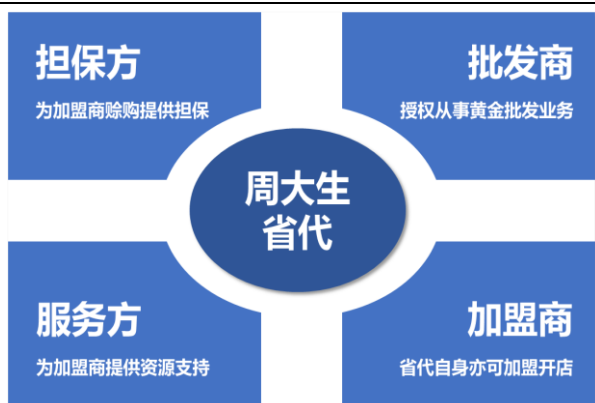 担保方
为加盟商赊购提供担保
批发商
授权从事黄金批发业务
周大生
省代
服务方
为加盟商提供资源支持
加盟商
省代自身亦可加盟开店